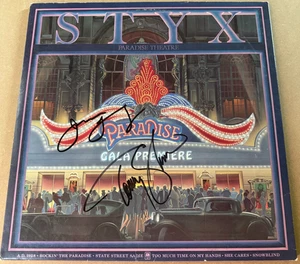 STYX
PARADISE THEATRE
PARADISE
GALA PREMIERE
A.D. 1928 • ROCKIN' THE PARADISE • STATE STREET SADIE • TOO MUCH TIME ON MY HANDS • SHE CARES • SNOWBLIND